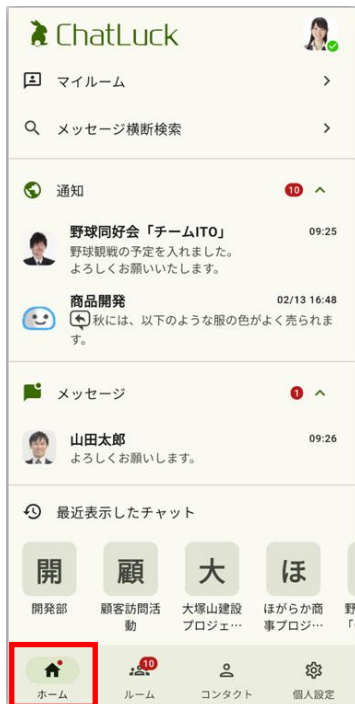 ChatLuck
マイルーム
メッセージ横断検索
通知
10
野球同好会「チームITO」
09:25
野球観戦の予定を入れました。
よろしくお願いいたします。
商品開発
02/13 16:48
秋には、以下のような服の色がよく売られま
す。
メッセージ
1
山田太郎
09:26
よろしくお願いします。
最近表示したチャット
開
顧
大
ほ
開発部
顧客訪問活
動
大塚山建設
プロジェ…
ほがらか商
事プロジ…
野
「
10
ホーム
ルーム
コンタクト
個人設定